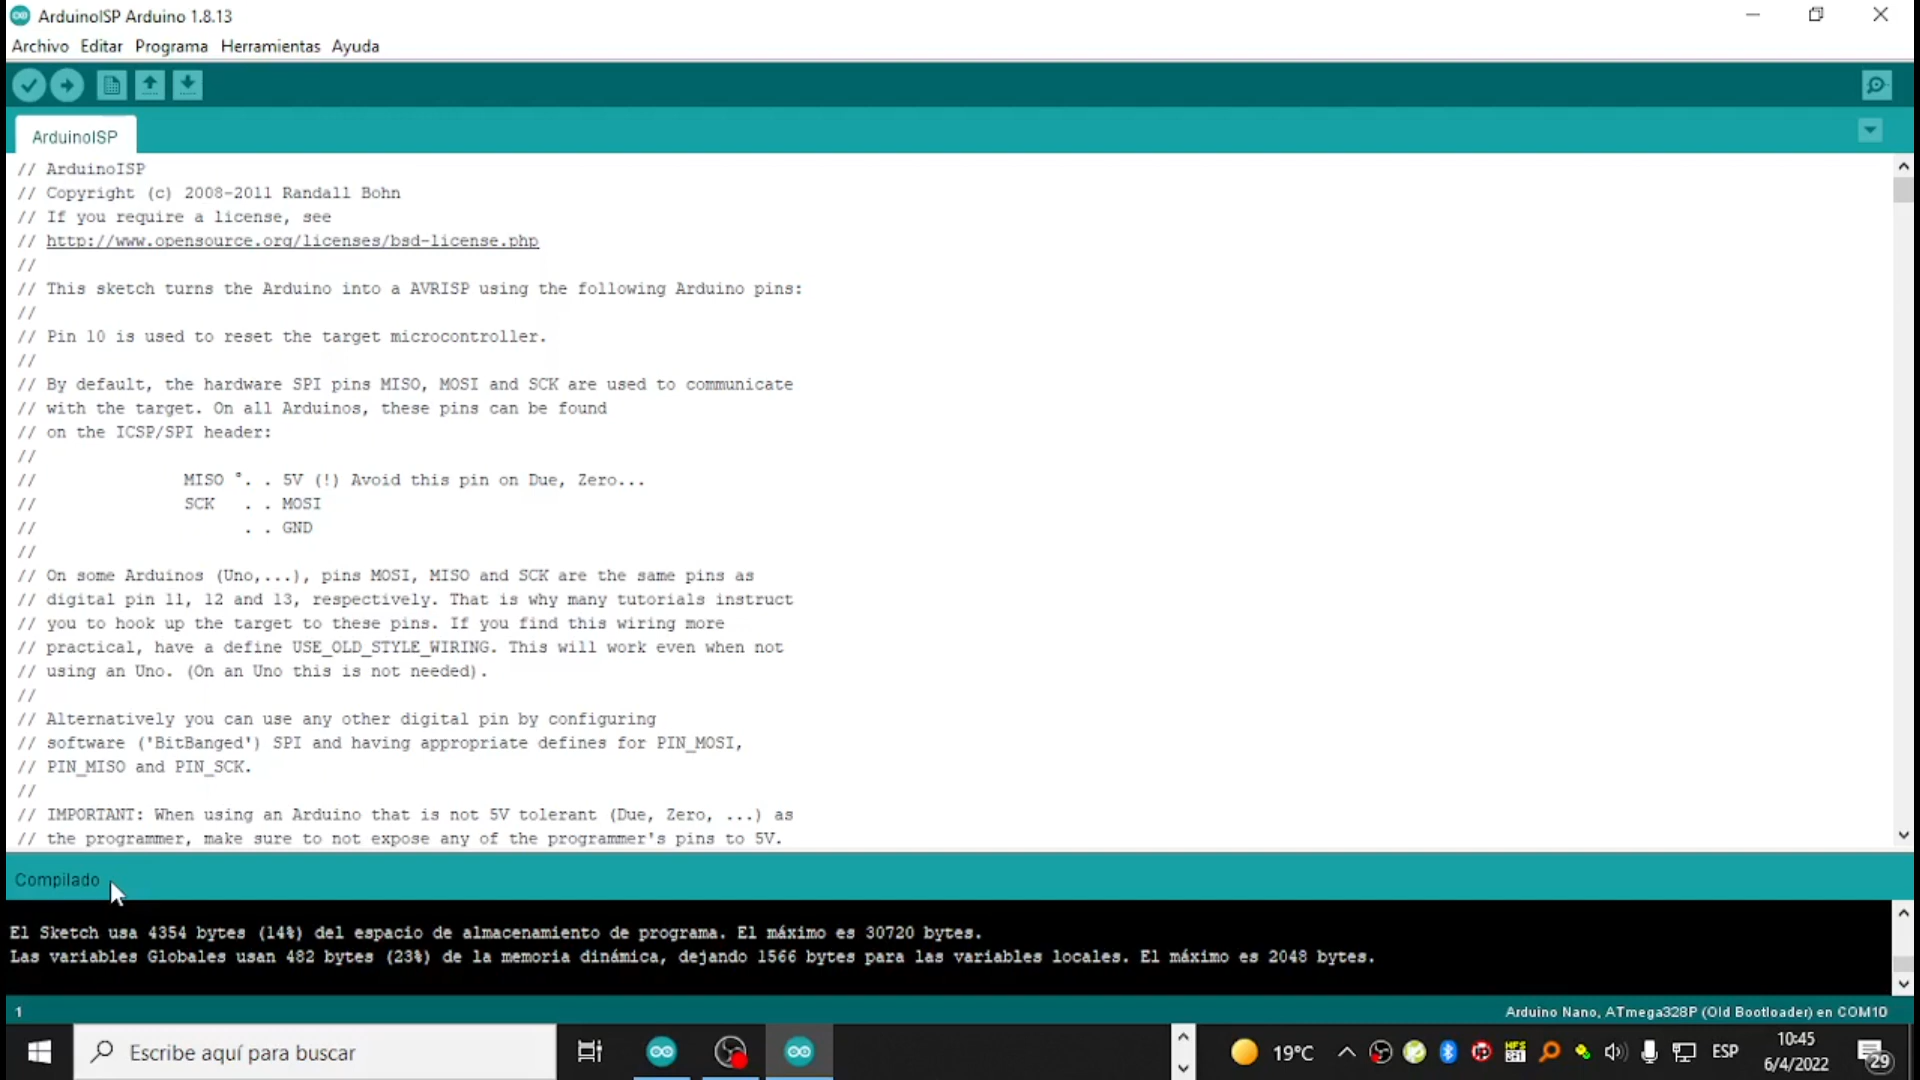 ArduinoISP Arduino 1.8.13
Archivo Editar Programa Herramientas Ayuda
ArduinoISP
// ArduinoISP
// Copyright (c) 2008-2011 Randall Bohn
// If you require a license, see
// http://www.opensource.org/licenses/bsd-license.php
//
// This sketch turns the Arduino into a AVRISP using the following Arduino pins:
//
// Pin 10 is used to reset the target microcontroller.
//
// By default, the hardware SPI pins MISO, MOSI and SCK are used to communicate
// with the target. On all Arduinos, these pins can be found
// on the ICSP/SPI header:
//
// MISO °. . 5V (!) Avoid this pin on Due, Zero...
// SCK . . MOSI
// . . GND
//
// On some Arduinos (Uno,...), pins MOSI, MISO and SCK are the same pins as
// digital pin 11, 12 and 13, respectively. That is why many tutorials instruct
// you to hook up the target to these pins. If you find this wiring more
// practical, have a define USE_OLD_STYLE_WIRING. This will work even when not
// using an Uno. (On an Uno this is not needed).
//
// Alternatively you can use any other digital pin by configuring
// software ('BitBanged') SPI and having appropriate defines for PIN_MOSI,
// PIN_MISO and PIN_SCK.
//
// IMPORTANT: When using an Arduino that is not 5V tolerant (Due, Zero, ...) as
// the programmer, make sure to not expose any of the programmer's pins to 5V.
Compilado
El Sketch usa 4354 bytes (14%) del espacio de almacenamiento de programa. El máximo es 30720 bytes.
Las variables Globales usan 482 bytes (23%) de la memoria dinámica, dejando 1566 bytes para las variables locales. El máximo es 2048 bytes.
1
Arduino Nano, ATmega328P (Old Bootloader) en COM10
Escribe aquí para buscar
19°C
ESP
10:45
6/4/2022
29